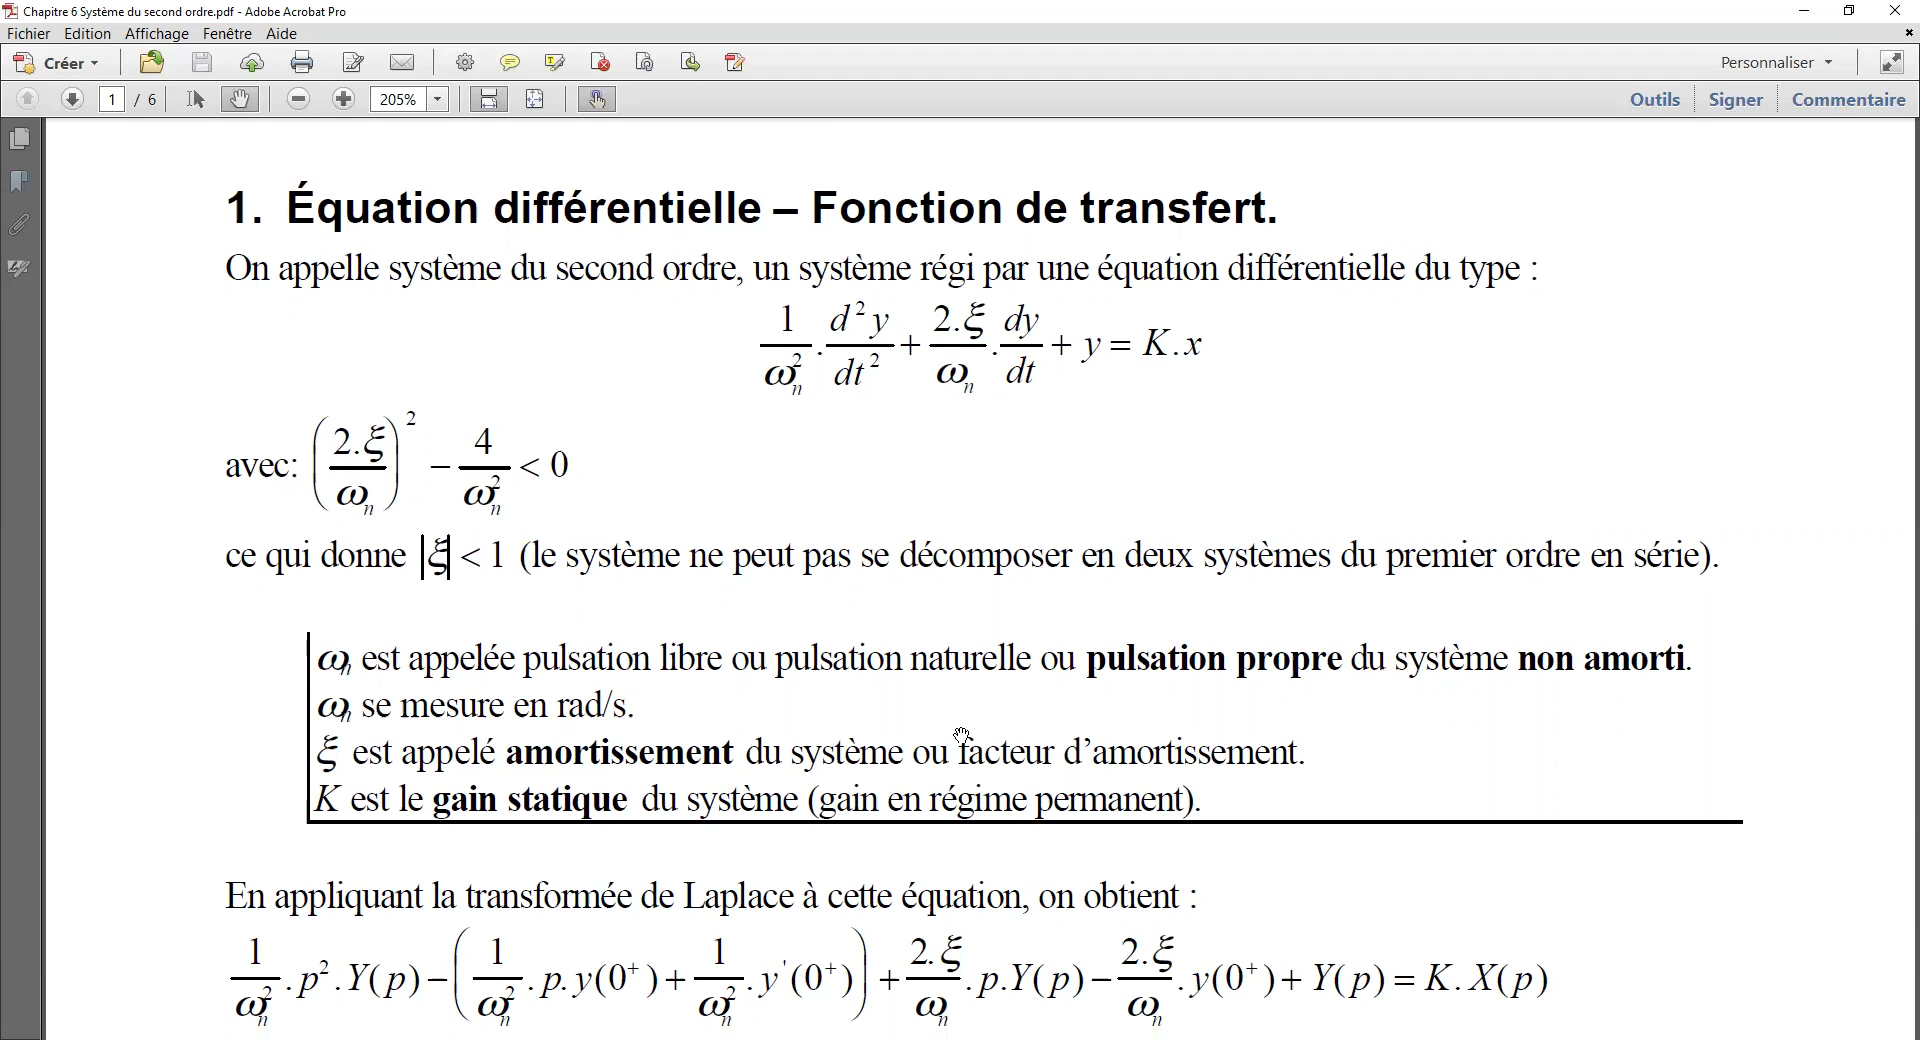 Chapitre 6 Système du second ordre.pdf - Adobe Acrobat Pro
Fichier Edition Affichage Fenêtre Aide
Créer Personnaliser
1 / 6 205% Outils Signer Commentaire
1. Équation différentielle – Fonction de transfert.
On appelle système du second ordre, un système régi par une équation différentielle du type :
1/ω_n² . d²y/dt² + 2.ξ/ω_n . dy/dt + y = K.x
avec: (2.ξ/ω_n)² − 4/ω_n² < 0
ce qui donne |ξ| < 1 (le système ne peut pas se décomposer en deux systèmes du premier ordre en série).
ω_n est appelée pulsation libre ou pulsation naturelle ou pulsation propre du système non amorti.
ω_n se mesure en rad/s.
ξ est appelé amortissement du système ou facteur d’amortissement.
K est le gain statique du système (gain en régime permanent).
En appliquant la transformée de Laplace à cette équation, on obtient :
1/ω_n² . p² . Y(p) − (1/ω_n² . p.y(0⁺) + 1/ω_n² . y'(0⁺)) + 2.ξ/ω_n . p.Y(p) − 2.ξ/ω_n . y(0⁺) + Y(p) = K.X(p)